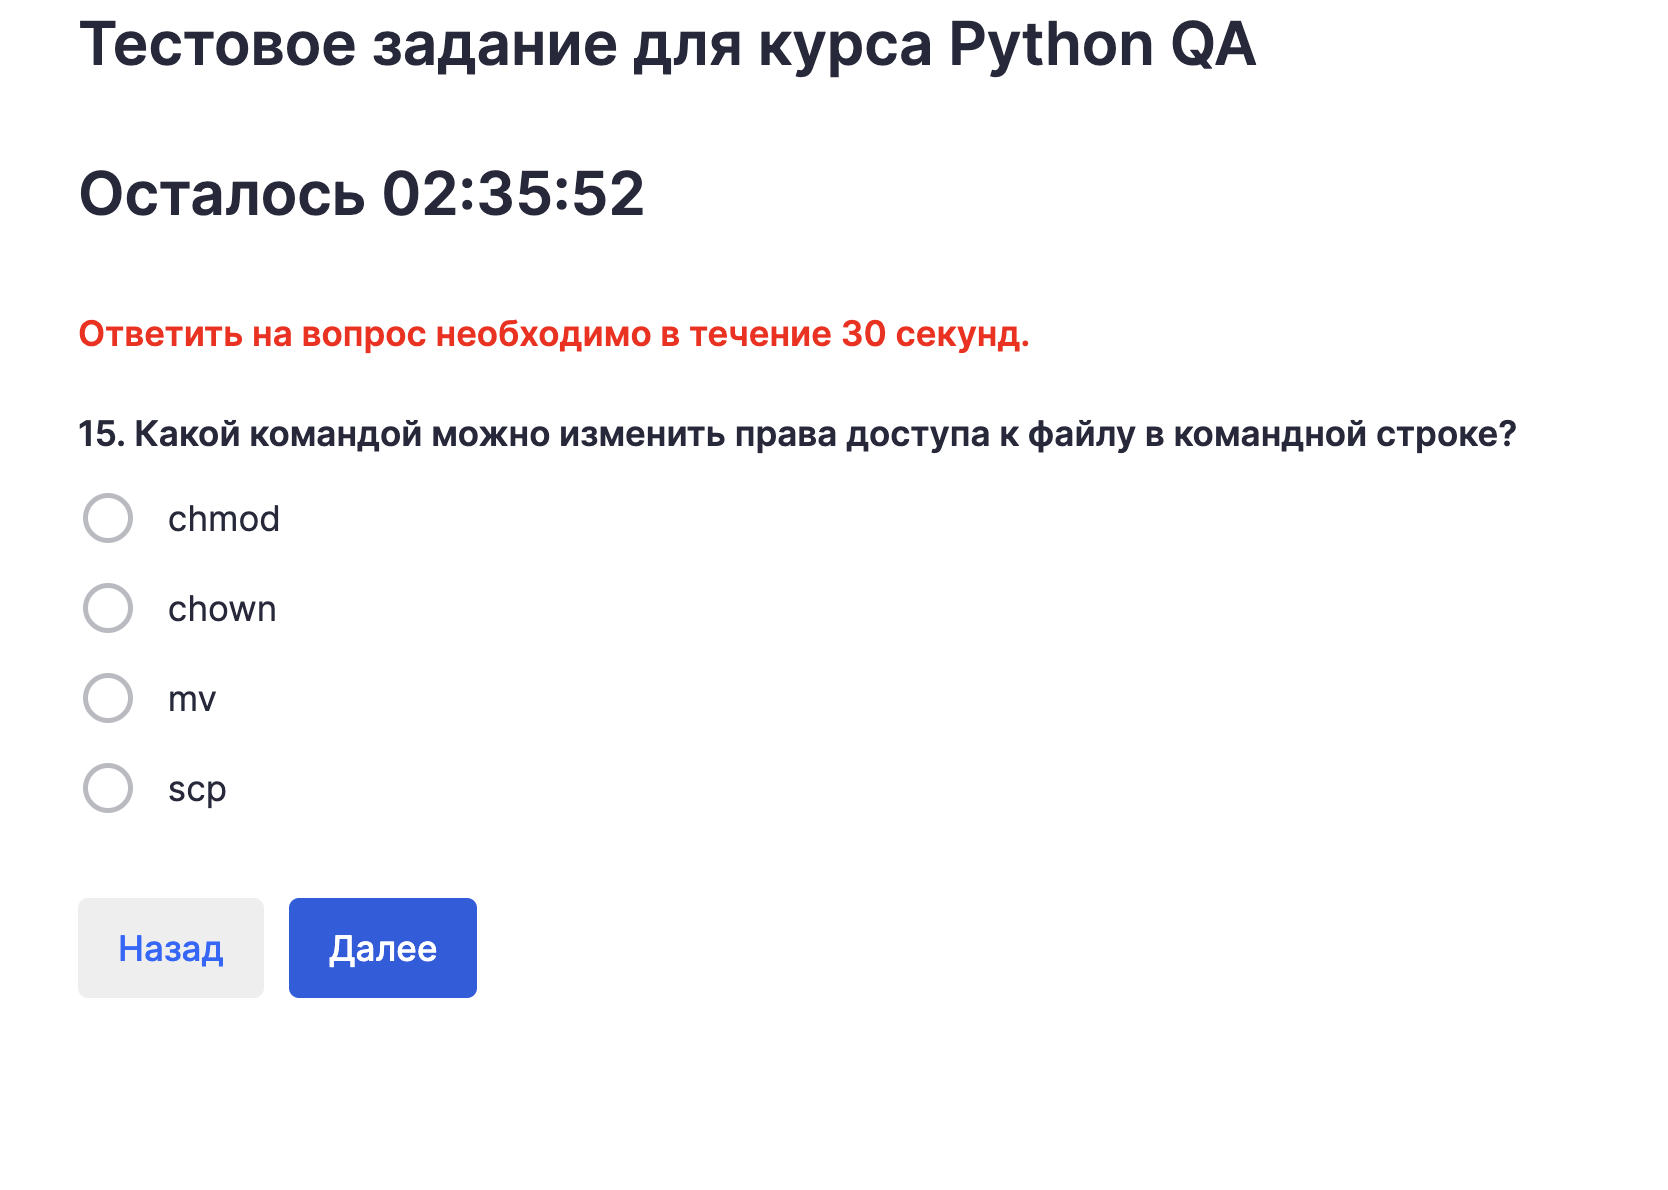 Тестовое задание для курса Python QA
Осталось 02:35:52
Ответить на вопрос необходимо в течение 30 секунд.
15. Какой командой можно изменить права доступа к файлу в командной строке?
chmod
chown
mv
scp
Назад Далее